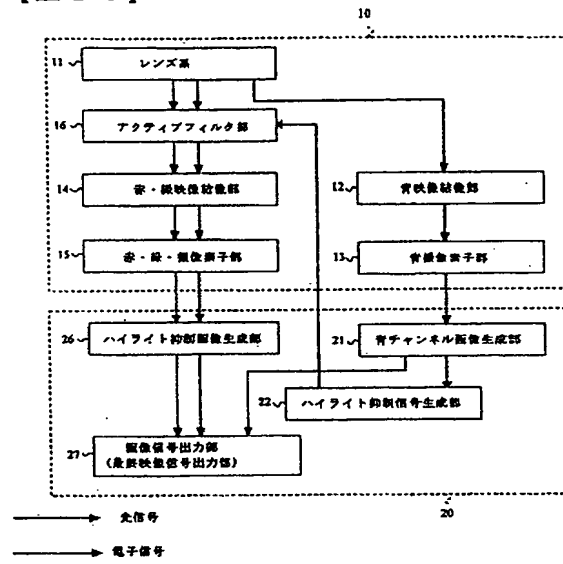 10
11 レンズ系
16 アクティブフィルタ部
14 赤・緑映像結像部
12 青映像結像部
15 赤・緑・撮像素子部
13 青撮像素子部
26 ハイライト抑制画像生成部
21 青チャンネル画像生成部
22 ハイライト抑制信号生成部
27 画像信号出力部
(最終映像信号出力部)
20
光信号
電子信号